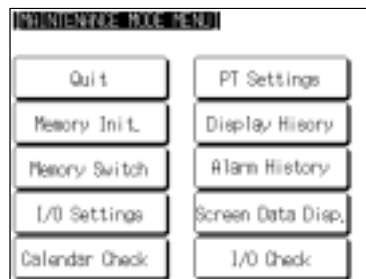 [MAINTENANCE MODE MENU]
Quit
PT Settings
Memory Init.
Display Hisory
Memory Switch
Alarm History
I/O Settings
Screen Data Disp.
Calendar Check
I/O Check